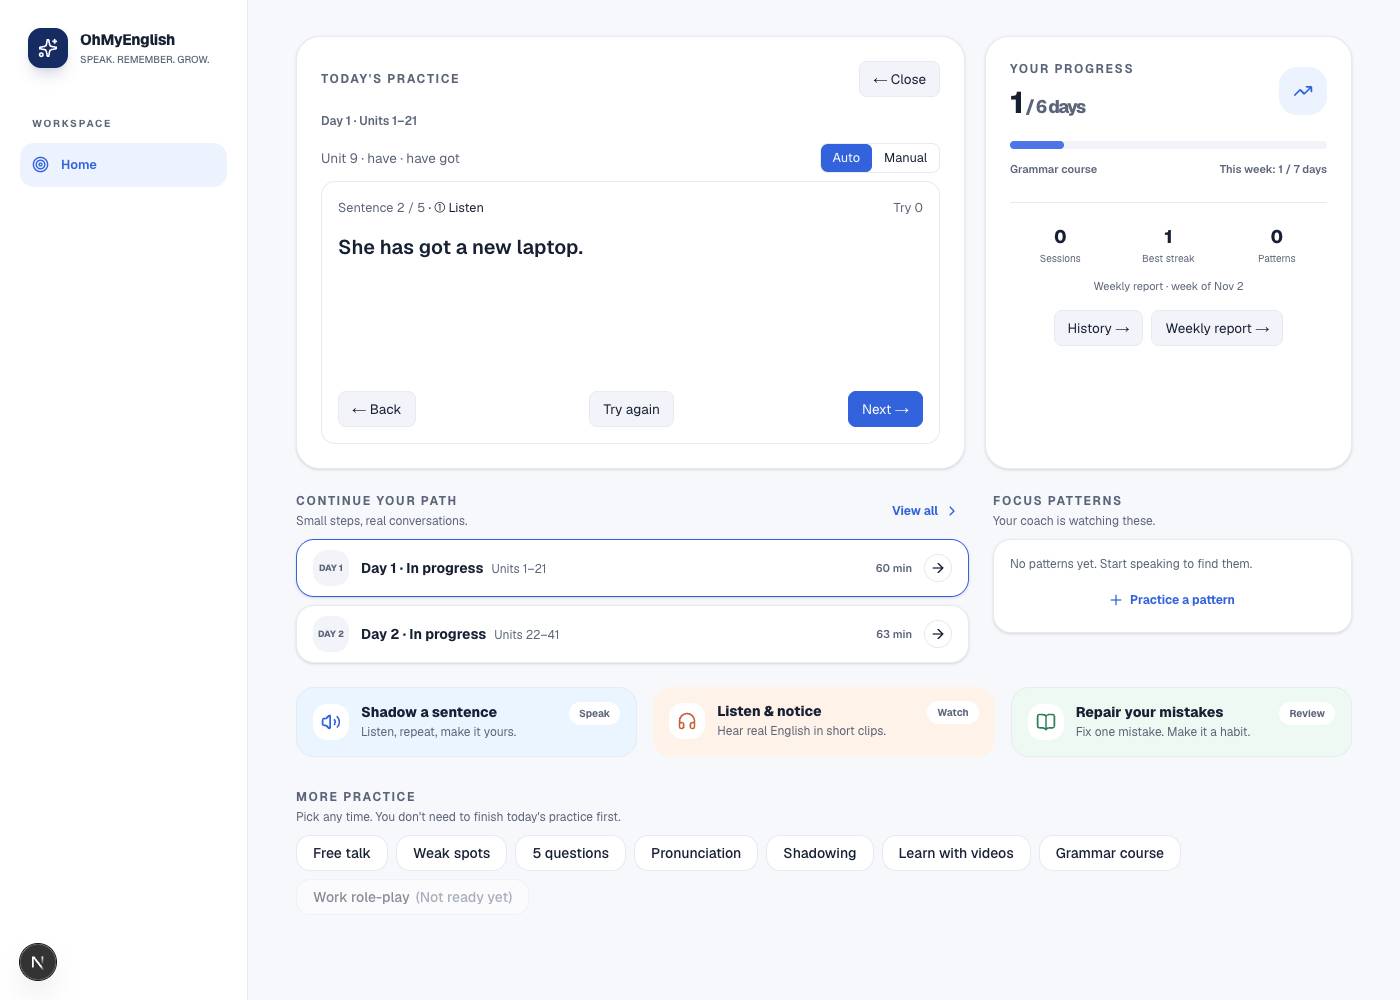 OhMyEnglish
SPEAK. REMEMBER. GROW.
WORKSPACE
Home
TODAY'S PRACTICE
← Close
Day 1 · Units 1–21
Unit 9 · have · have got
Auto
Manual
Sentence 2 / 5 · ① Listen
Try 0
She has got a new laptop.
← Back
Try again
Next →
YOUR PROGRESS
1 / 6 days
Grammar course
This week: 1 / 7 days
0
Sessions
1
Best streak
0
Patterns
Weekly report · week of Nov 2
History →
Weekly report →
CONTINUE YOUR PATH
Small steps, real conversations.
View all
DAY 1
Day 1 · In progress Units 1–21
60 min
DAY 2
Day 2 · In progress Units 22–41
63 min
FOCUS PATTERNS
Your coach is watching these.
No patterns yet. Start speaking to find them.
Practice a pattern
Shadow a sentence
Listen, repeat, make it yours.
Speak
Listen & notice
Hear real English in short clips.
Watch
Repair your mistakes
Fix one mistake. Make it a habit.
Review
MORE PRACTICE
Pick any time. You don't need to finish today's practice first.
Free talk
Weak spots
5 questions
Pronunciation
Shadowing
Learn with videos
Grammar course
Work role-play (Not ready yet)
N